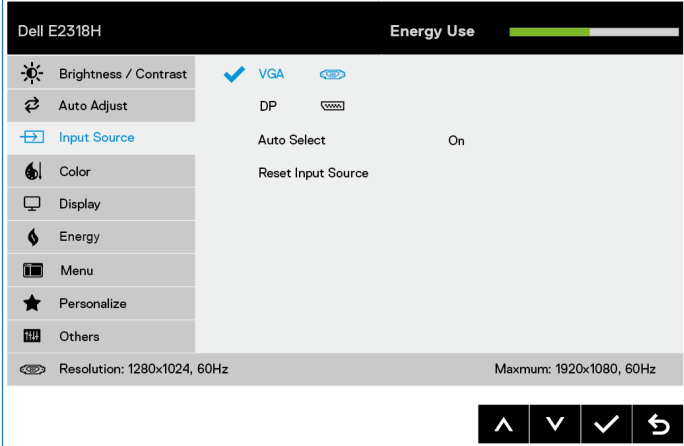 Dell E2318H Energy Use
Brightness / Contrast VGA
Auto Adjust DP
Input Source Auto Select On
Color Reset Input Source
Display
Energy
Menu
Personalize
Others
Resolution: 1280x1024, 60Hz Maxmum: 1920x1080, 60Hz